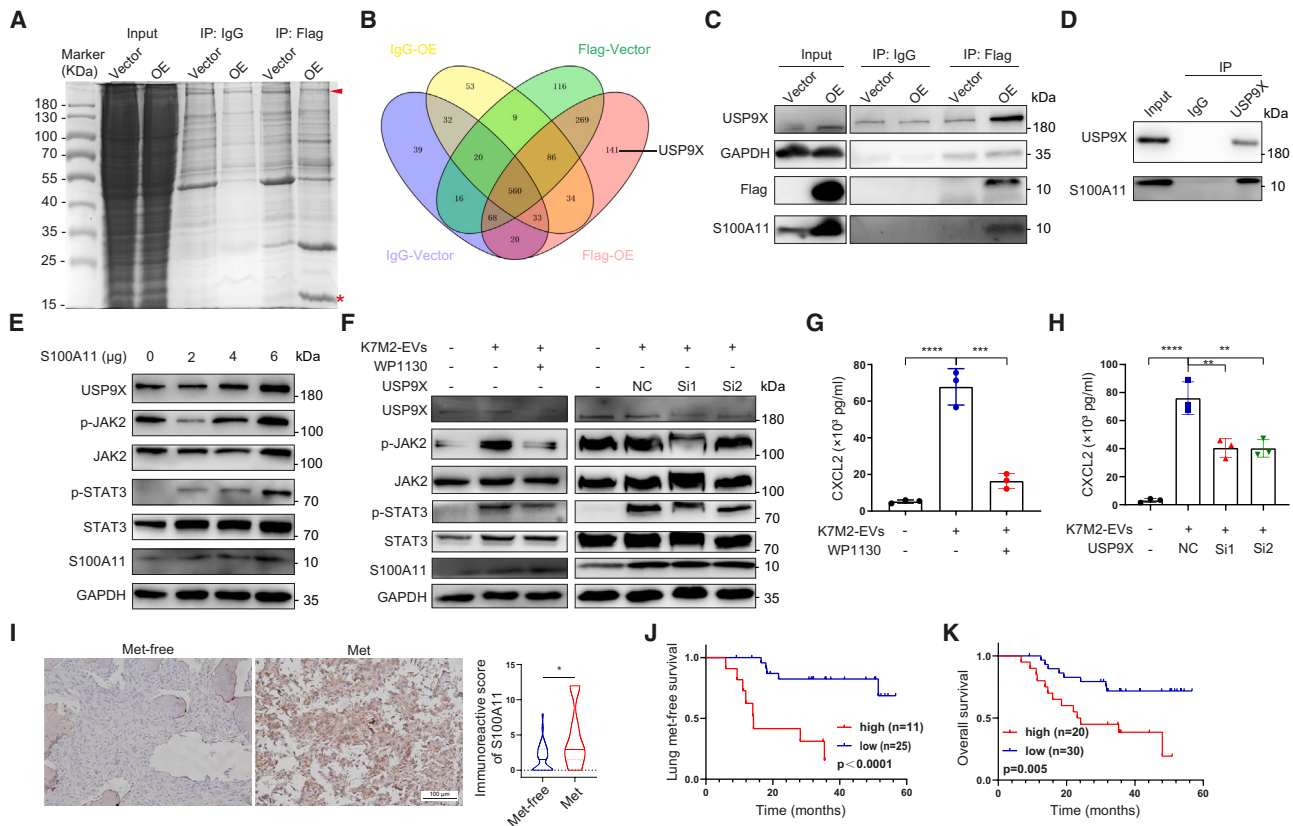 A
Input IP: IgG IP: Flag
Marker (KDa)
Vector OE Vector OE Vector OE
180 -
130 -
100 -
70 -
55 -
40 -
35 -
25 -
15 -
*
B
IgG-OE
Flag-Vector
53
116
32
9
269
39
20
86
141
USP9X
560
16
34
68
33
20
IgG-Vector
Flag-OE
C
Input IP: IgG IP: Flag
Vector OE Vector OE Vector OE
kDa
USP9X
180
GAPDH
35
Flag
10
S100A11
10
D
IP
Input IgG USP9X
kDa
USP9X
180
S100A11
10
E
S100A11 (μg) 0 2 4 6 kDa
USP9X
180
p-JAK2
100
JAK2
100
p-STAT3
70
STAT3
70
S100A11
10
GAPDH
35
F
K7M2-EVs - + + - + + +
WP1130 - - + - - - -
USP9X - - - - NC Si1 Si2 kDa
USP9X
180
p-JAK2
100
JAK2
100
p-STAT3
70
STAT3
70
S100A11
10
GAPDH
35
G
CXCL2 (×10³ pg/ml)
100
80
60
40
20
0
**** ***
K7M2-EVs - + +
WP1130 - - +
H
CXCL2 (×10³ pg/ml)
100
80
60
40
20
0
**** **
**
K7M2-EVs - + + +
USP9X - NC Si1 Si2
I
Met-free
Met
100 μm
Immunoreactive score
of S100A11
15
10
5
0
*
Met-free
Met
J
Lung met-free survival
1.0
0.5
0.0
high (n=11)
low (n=25)
p<0.0001
0 20 40 60
Time (months)
K
Overall survival
1.0
0.5
0.0
high (n=20)
low (n=30)
p=0.005
0 20 40 60
Time (months)